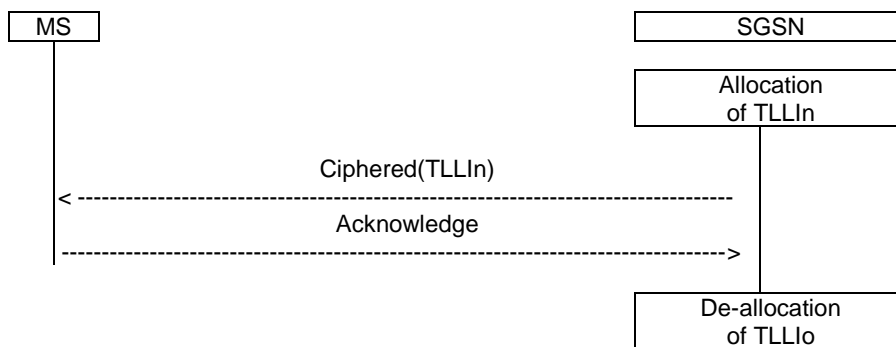 MS
SGSN
Allocation
of TLLIn
Ciphered(TLLIn)
Acknowledge
De-allocation
of TLLIo